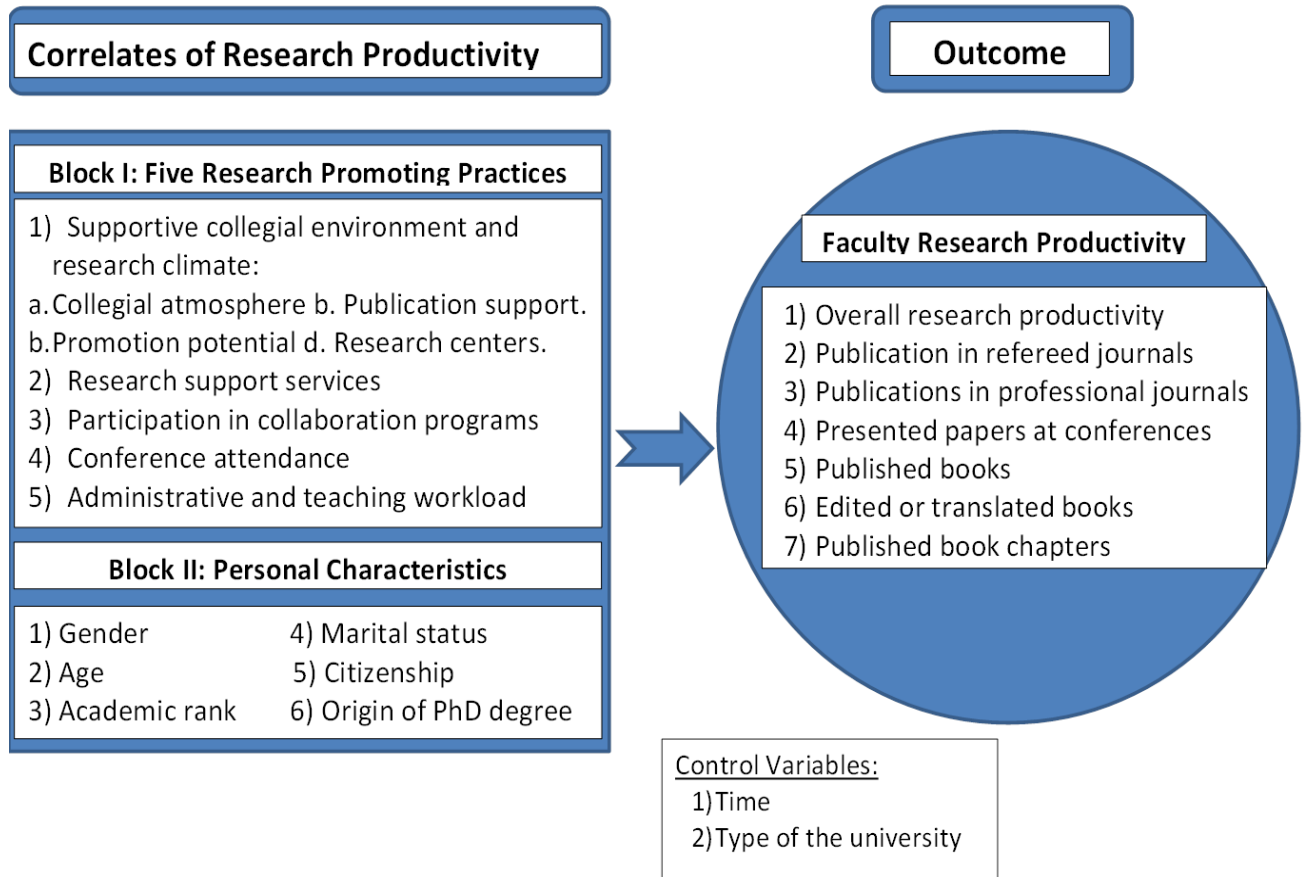 Correlates of Research Productivity
Outcome
Block I: Five Research Promoting Practices
1) Supportive collegial environment and
research climate:
a. Collegial atmosphere b. Publication support.
b. Promotion potential d. Research centers.
2) Research support services
3) Participation in collaboration programs
4) Conference attendance
5) Administrative and teaching workload
Block II: Personal Characteristics
1) Gender
2) Age
3) Academic rank
4) Marital status
5) Citizenship
6) Origin of PhD degree
Faculty Research Productivity
1) Overall research productivity
2) Publication in refereed journals
3) Publications in professional journals
4) Presented papers at conferences
5) Published books
6) Edited or translated books
7) Published book chapters
Control Variables:
1) Time
2) Type of the university